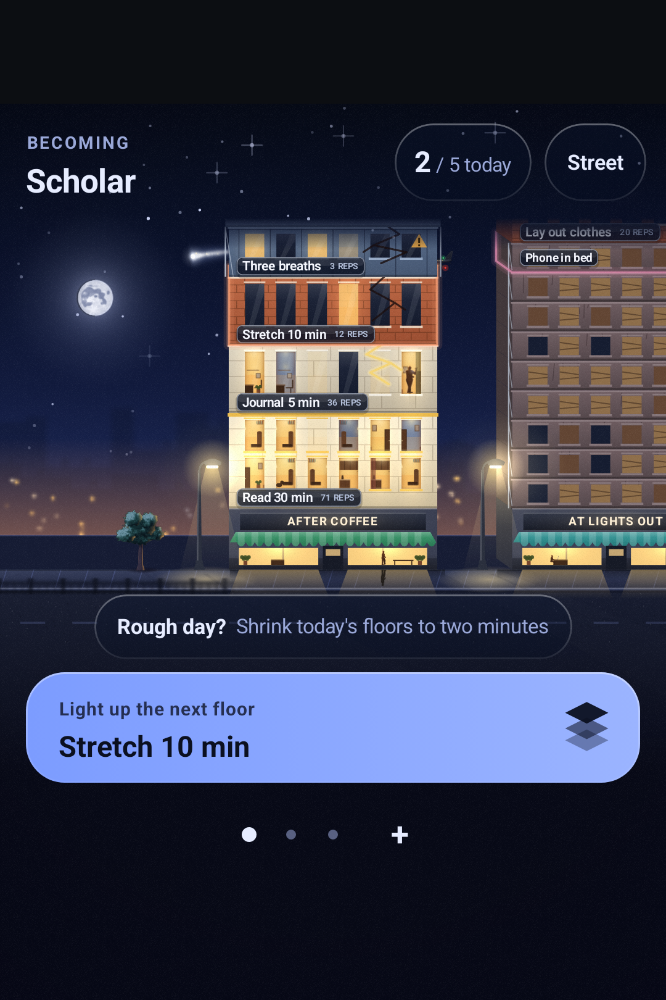 BECOMING
Scholar
2 / 5 today
Street
Three breaths 3 REPS
Stretch 10 min 12 REPS
Journal 5 min 36 REPS
Read 30 min 71 REPS
AFTER COFFEE
Lay out clothes 20 REPS
Phone in bed
AT LIGHTS OUT
Rough day? Shrink today's floors to two minutes
Light up the next floor
Stretch 10 min
+